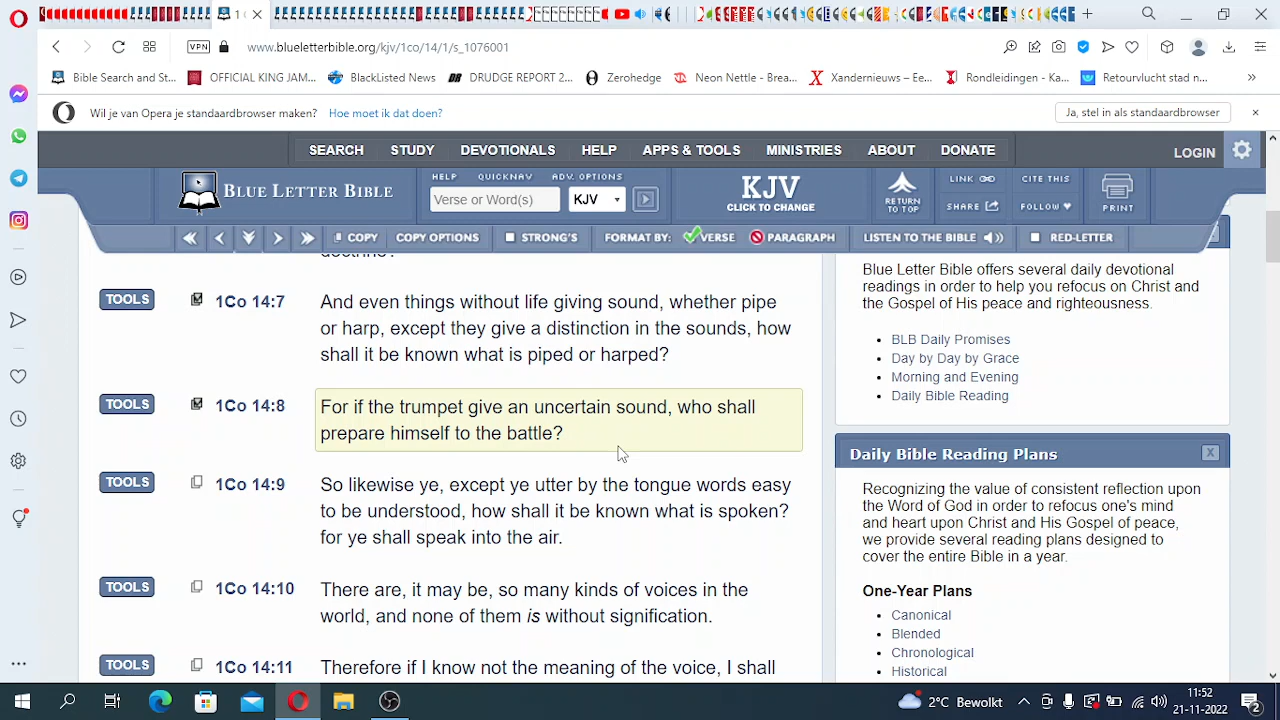 1(
www.blueletterbible.org/kjv/1co/14/1/s_1076001
VPN
Bible Search and St...
OFFICIAL KING JAM...
BlackListed News
DRUDGE REPORT 2...
Zerohedge
Neon Nettle - Brea...
Xandernieuws – Ee...
Rondleidingen - Ka...
Retourvlucht stad n...
Wil je van Opera je standaardbrowser maken?
Hoe moet ik dat doen?
Ja, stel in als standaardbrowser
SEARCH
STUDY
DEVOTIONALS
HELP
APPS & TOOLS
MINISTRIES
ABOUT
DONATE
LOGIN
BLUE LETTER BIBLE
HELP
QUICKNAV
ADV. OPTIONS
Verse or Word(s)
KJV
KJV
CLICK TO CHANGE
RETURN
TO TOP
LINK
CITE THIS
SHARE
FOLLOW
PRINT
COPY
COPY OPTIONS
STRONG'S
FORMAT BY:
VERSE
PARAGRAPH
LISTEN TO THE BIBLE
RED-LETTER
doctrine?
TOOLS
1Co 14:7
And even things without life giving sound, whether pipe
or harp, except they give a distinction in the sounds, how
shall it be known what is piped or harped?
TOOLS
1Co 14:8
For if the trumpet give an uncertain sound, who shall
prepare himself to the battle?
TOOLS
1Co 14:9
So likewise ye, except ye utter by the tongue words easy
to be understood, how shall it be known what is spoken?
for ye shall speak into the air.
TOOLS
1Co 14:10
There are, it may be, so many kinds of voices in the
world, and none of them is without signification.
TOOLS
1Co 14:11
Therefore if I know not the meaning of the voice, I shall
Blue Letter Bible offers several daily devotional
readings in order to help you refocus on Christ and
the Gospel of His peace and righteousness.
BLB Daily Promises
Day by Day by Grace
Morning and Evening
Daily Bible Reading
Daily Bible Reading Plans
X
Recognizing the value of consistent reflection upon
the Word of God in order to refocus one's mind
and heart upon Christ and His Gospel of peace,
we provide several reading plans designed to
cover the entire Bible in a year.
One-Year Plans
Canonical
Blended
Chronological
Historical
2°C Bewolkt
11:52
21-11-2022
2